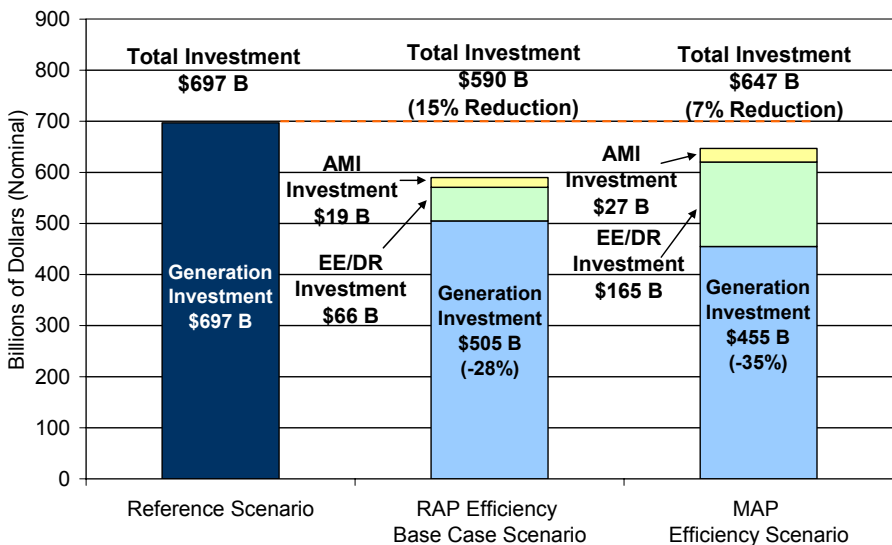 900
800
700
600
500
400
300
200
100
0
Billions of Dollars (Nominal)
Total Investment
$697 B
Total Investment
$590 B
(15% Reduction)
Total Investment
$647 B
(7% Reduction)
Generation
Investment
$697 B
AMI
Investment
$19 B
EE/DR
Investment
$66 B
Generation
Investment
$505 B
(-28%)
AMI
Investment
$27 B
EE/DR
Investment
$165 B
Generation
Investment
$455 B
(-35%)
Reference Scenario
RAP Efficiency
Base Case Scenario
MAP
Efficiency Scenario